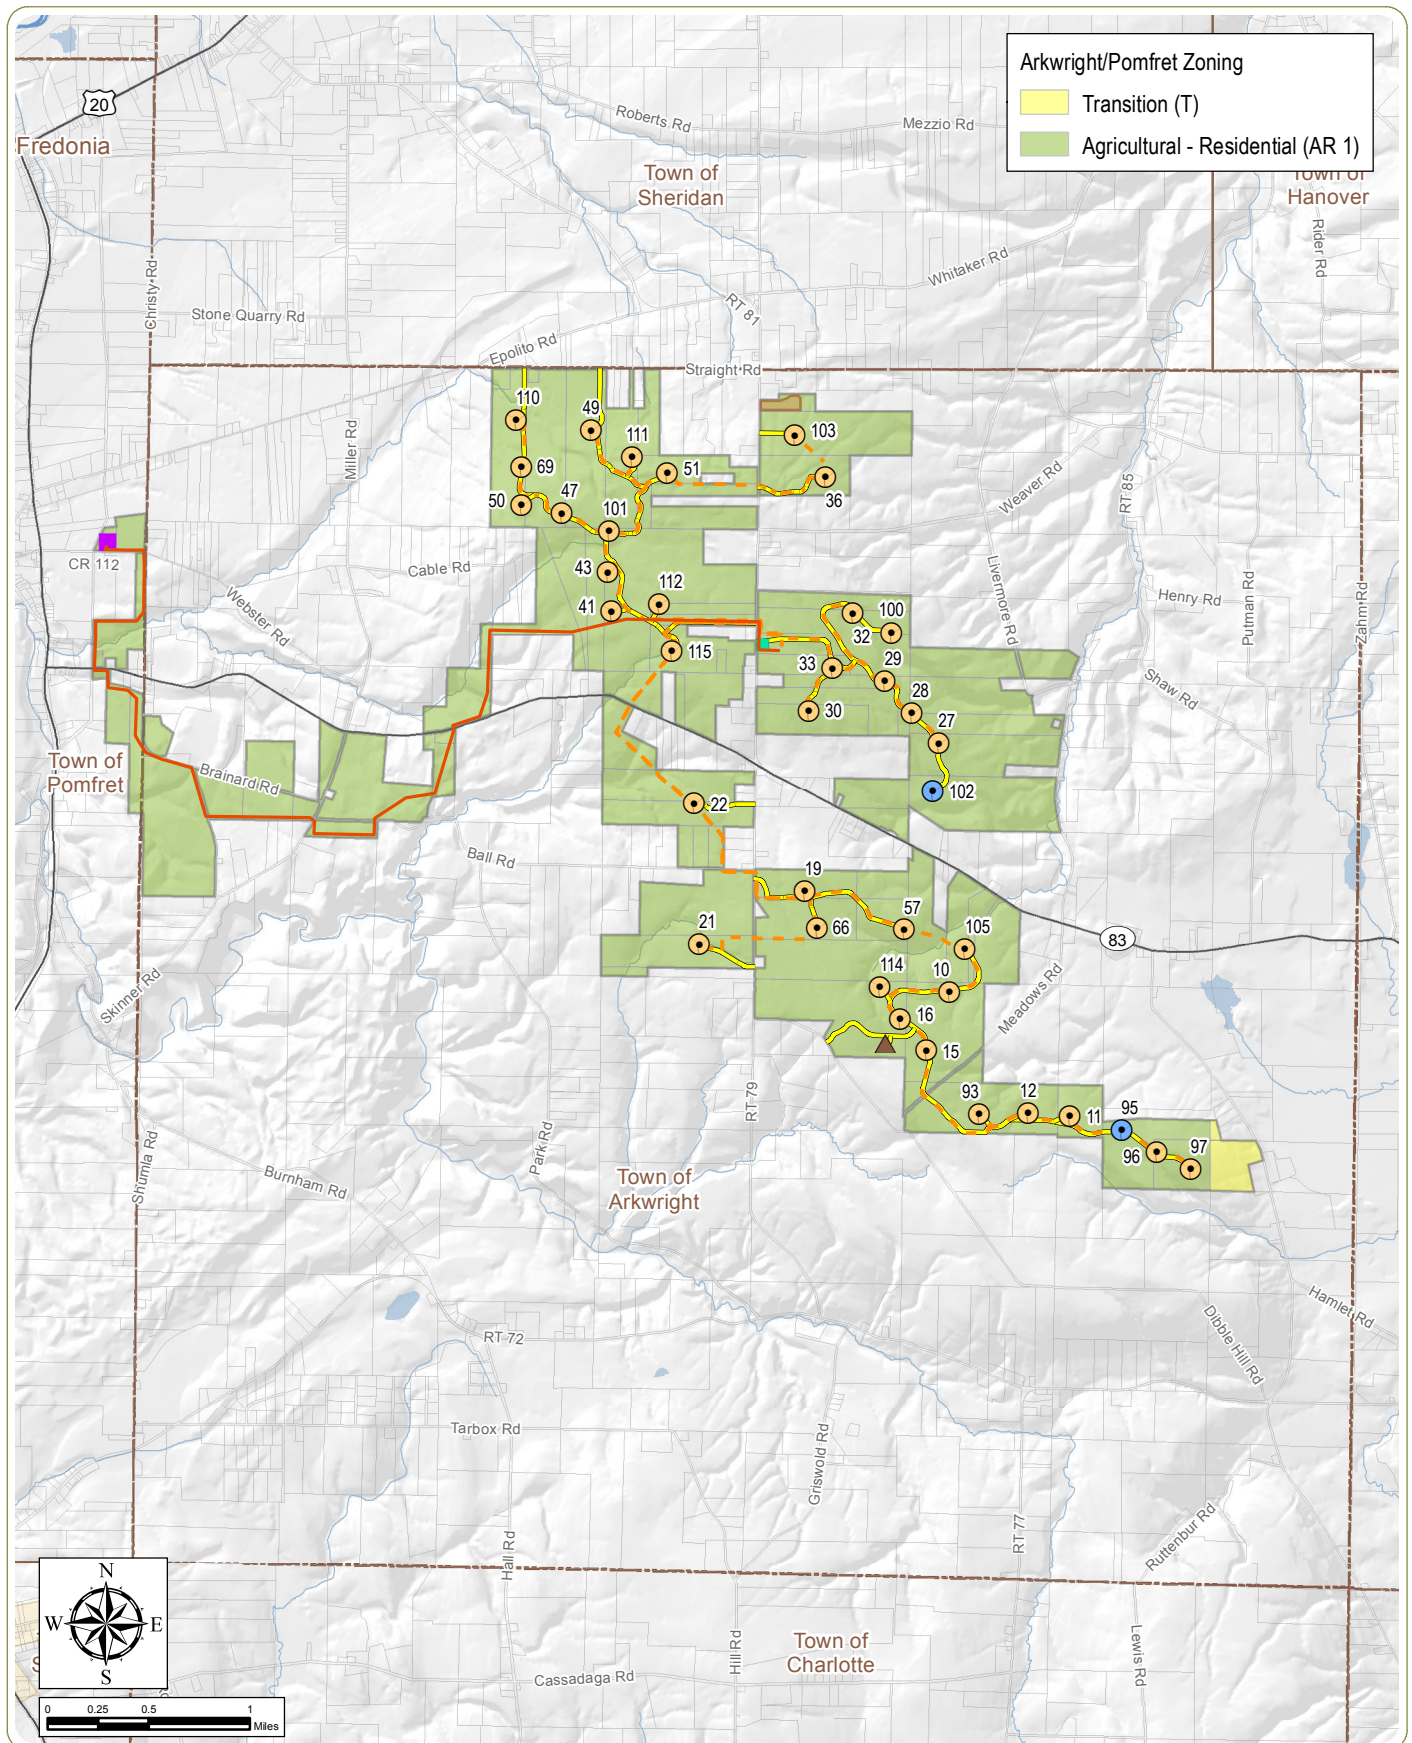 Arkwright/Pomfret Zoning
Transition (T)
Agricultural - Residential (AR 1)
20
Fredonia
Roberts Rd
Mezzio Rd
Town of
Sheridan
Town of
Hanover
Rider Rd
Christy Rd
Whitaker Rd
Stone Quarry Rd
RT 81
Epolito Rd
Straight Rd
110
49
103
111
Miller Rd
69
51
Weaver Rd
RT 85
50
47
36
101
CR 112
Cable Rd
43
112
Livermore Rd
Putman Rd
Zahm Rd
Henry Rd
Webster Rd
41
100
32
115
33
29
Shaw Rd
28
30
27
Town of
Pomfret
Brainard Rd
102
22
Ball Rd
19
21
66
57
105
83
Skinner Rd
114
10
Meadows Rd
16
15
RT 79
93
12
11
95
96
97
Park Rd
Shumla Rd
Burnham Rd
Town of
Arkwright
Hamlet Rd
Dibble Hill Rd
RT 72
Tarbox Rd
Griswold Rd
RT 77
Ruttenbur Rd
Hall Rd
N
W
E
S
Hill Rd
Town of
Charlotte
Lewis Rd
Cassadaga Rd
0
0.25
0.5
1
Miles